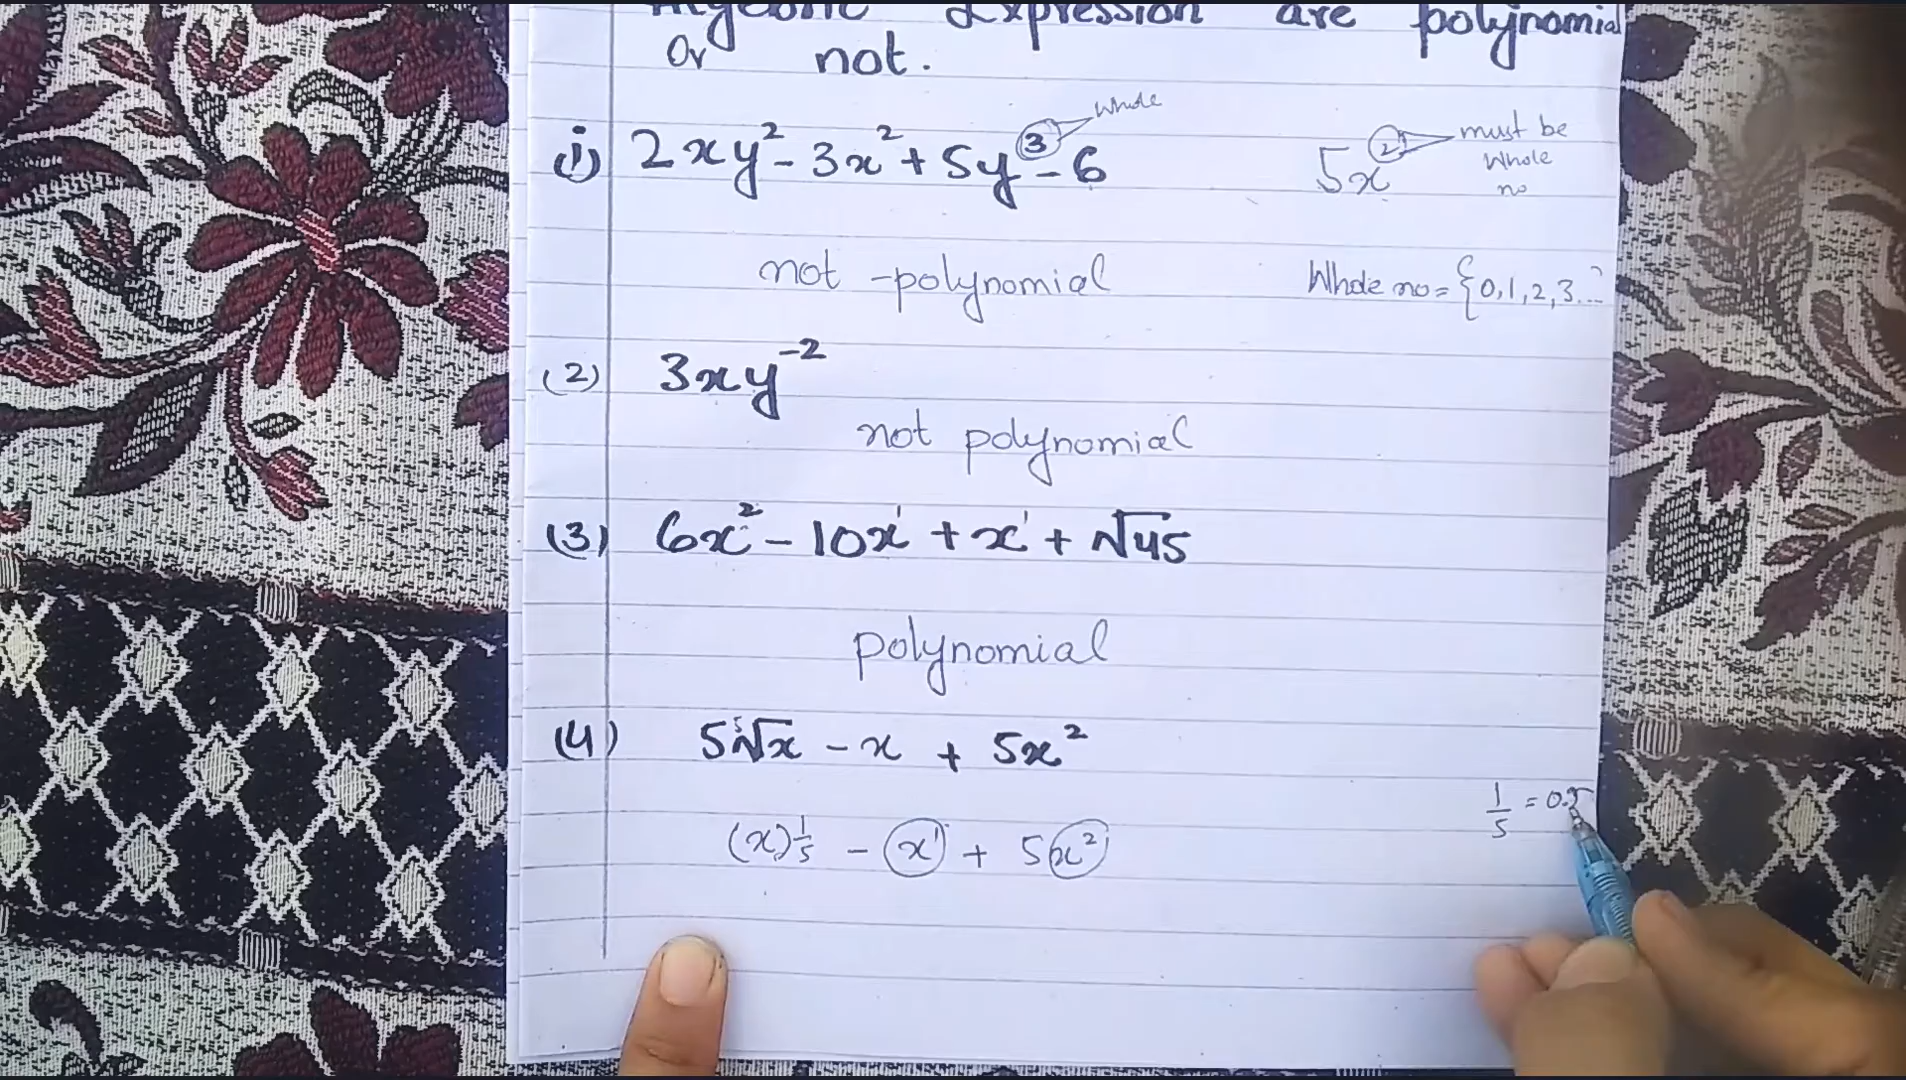 Algebric Expression are polynomial
Or not.
(i) 2xy² - 3x² + 5y³ - 6
whole
5x²
must be
whole
no
not - polynomial
Whole no = {0,1,2,3...
(2) 3xy⁻²
not polynomial
(3) 6x² - 10x¹ + x¹ + √45
polynomial
(4) 5⁵√x - x + 5x²
(x)^1/5 - x¹ + 5x²
1/5 =